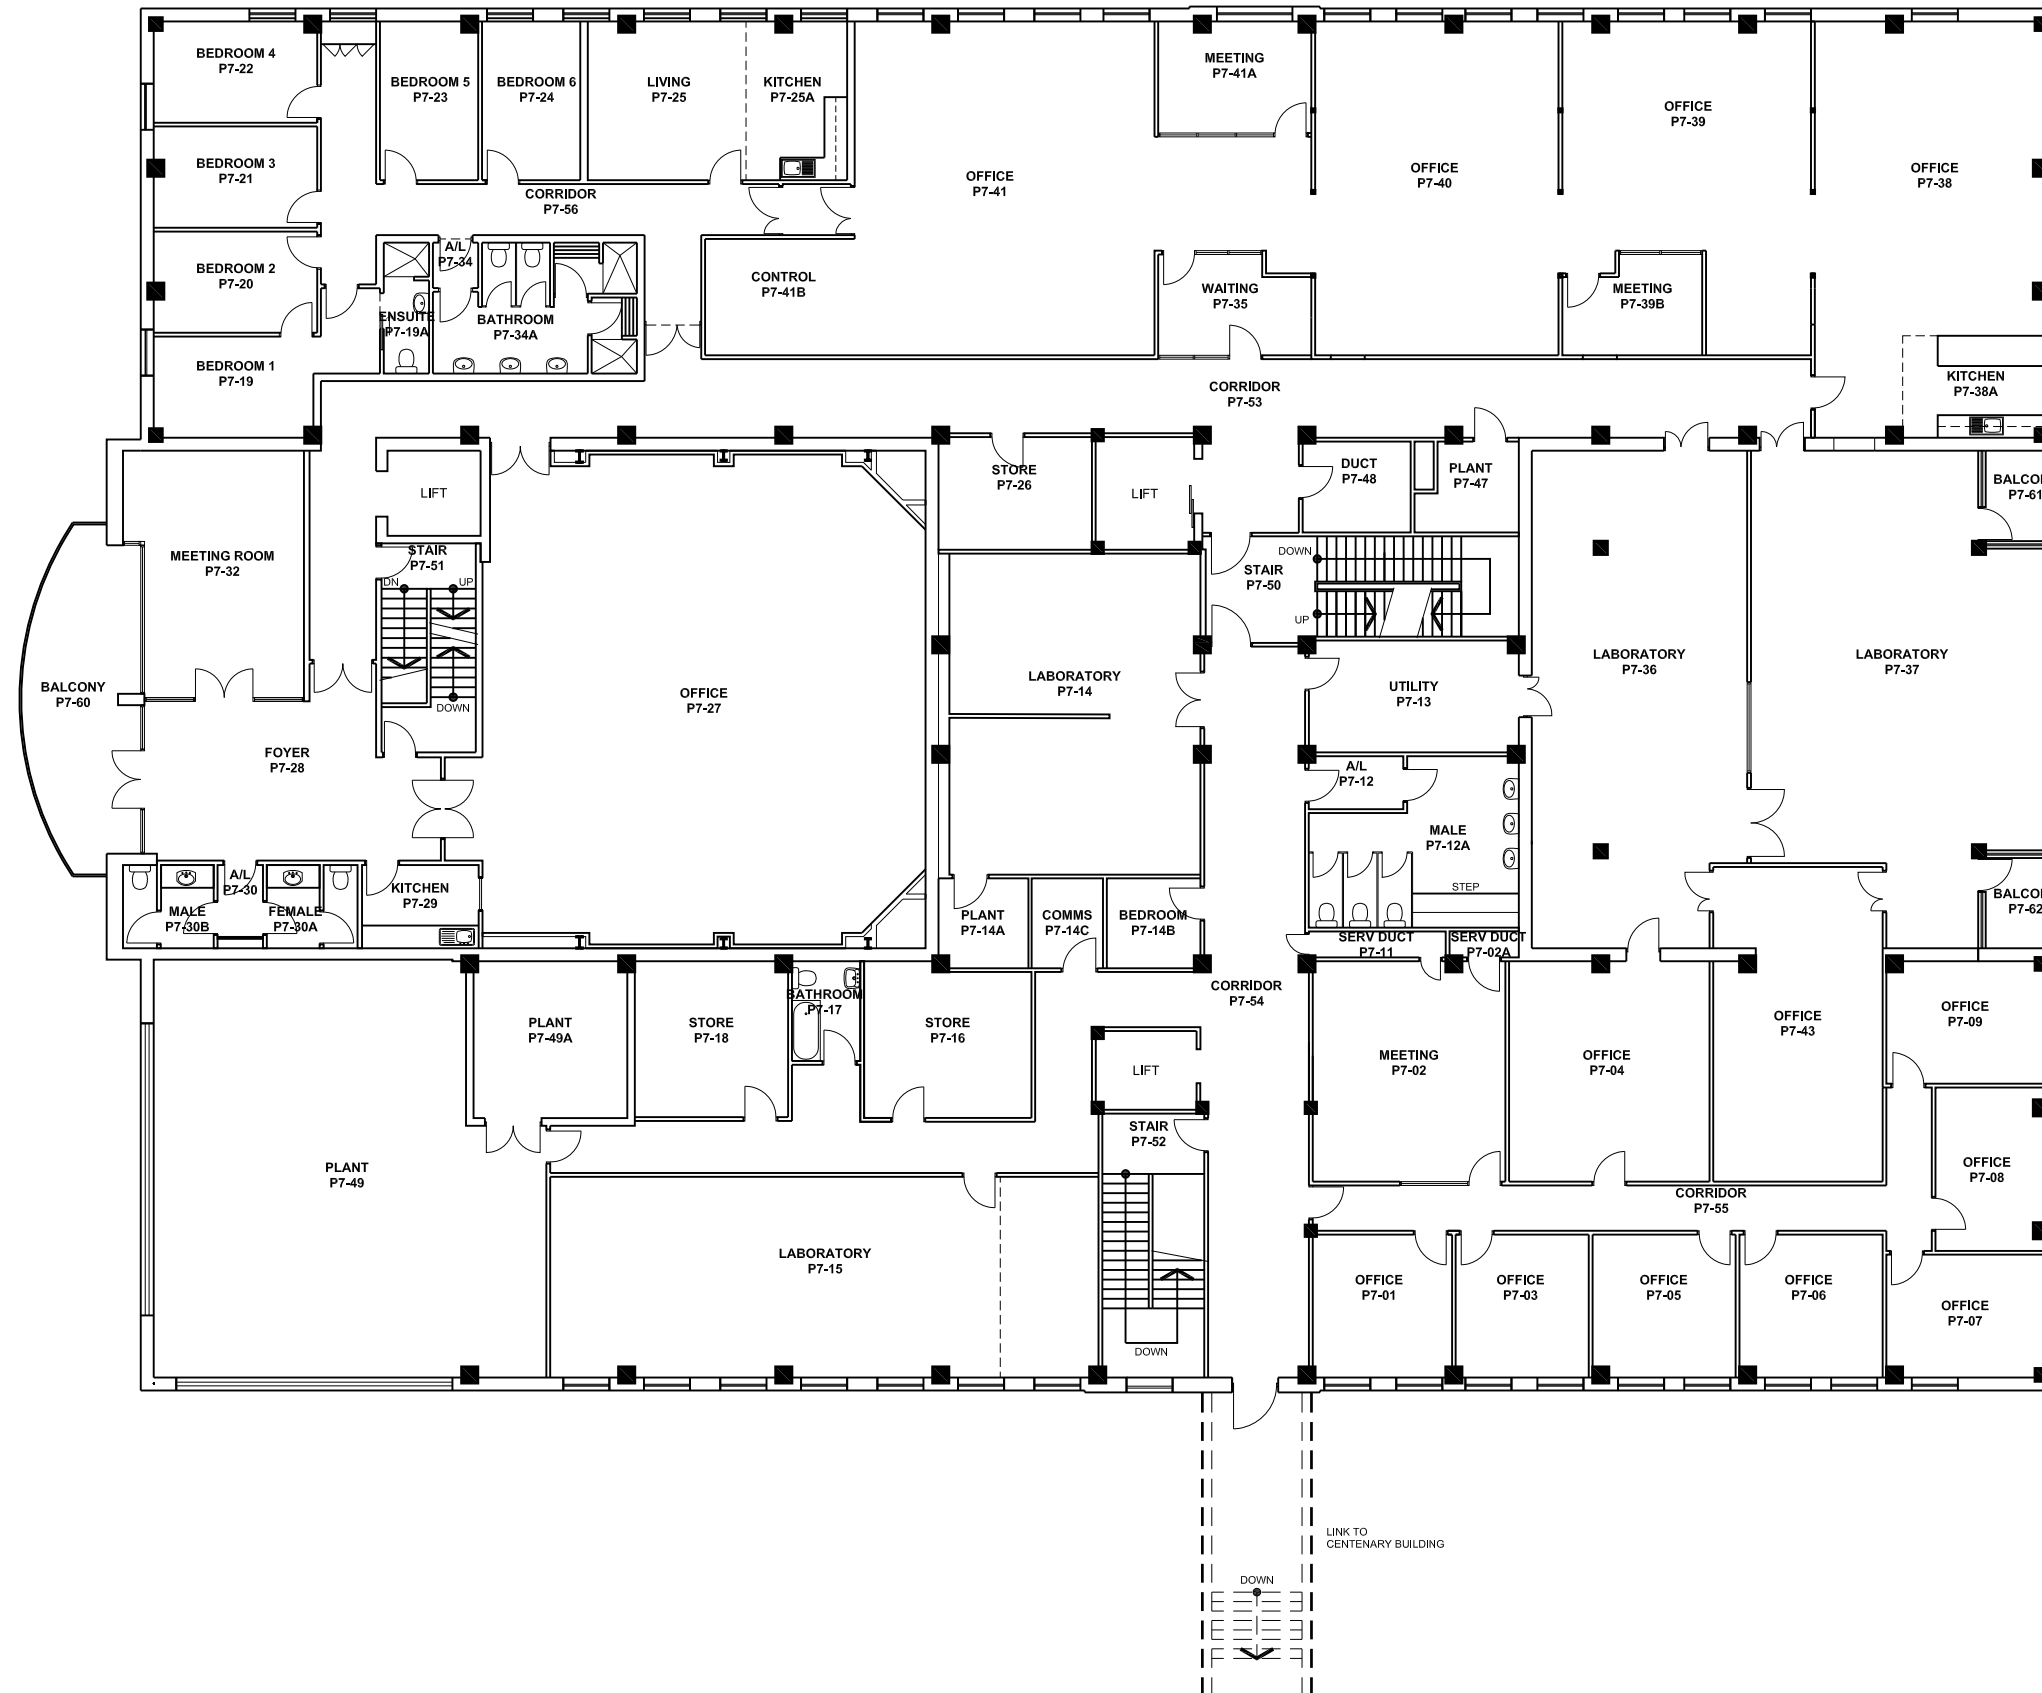 BEDROOM 4
P7-22
BEDROOM 5
P7-23
BEDROOM 6
P7-24
LIVING
P7-25
KITCHEN
P7-25A
MEETING
P7-41A
OFFICE
P7-39
BEDROOM 3
P7-21
OFFICE
P7-41
OFFICE
P7-40
OFFICE
P7-38
CORRIDOR
P7-56
A/L
P7-34
BEDROOM 2
P7-20
CONTROL
P7-41B
WAITING
P7-35
MEETING
P7-39B
ENSUITE
P7-19A
BATHROOM
P7-34A
BEDROOM 1
P7-19
CORRIDOR
P7-53
KITCHEN
P7-38A
LIFT
STORE
P7-26
LIFT
DUCT
P7-48
PLANT
P7-47
BALCO
P7-61
MEETING ROOM
P7-32
STAIR
P7-51
DN
UP
DOWN
STAIR
P7-50
DOWN
UP
BALCONY
P7-60
OFFICE
P7-27
LABORATORY
P7-14
UTILITY
P7-13
LABORATORY
P7-36
LABORATORY
P7-37
FOYER
P7-28
A/L
P7-12
MALE
P7-12A
STEP
A/L
P7-30
KITCHEN
P7-29
MALE
P7-30B
FEMALE
P7-30A
PLANT
P7-14A
COMMS
P7-14C
BEDROOM
P7-14B
BALCO
P7-62
SERV DUCT
P7-11
SERV DUCT
P7-02A
CORRIDOR
P7-54
BATHROOM
P7-17
PLANT
P7-49A
STORE
P7-18
STORE
P7-16
LIFT
MEETING
P7-02
OFFICE
P7-04
OFFICE
P7-43
OFFICE
P7-09
STAIR
P7-52
DOWN
PLANT
P7-49
OFFICE
P7-08
CORRIDOR
P7-55
LABORATORY
P7-15
OFFICE
P7-01
OFFICE
P7-03
OFFICE
P7-05
OFFICE
P7-06
OFFICE
P7-07
LINK TO
CENTENARY BUILDING
DOWN